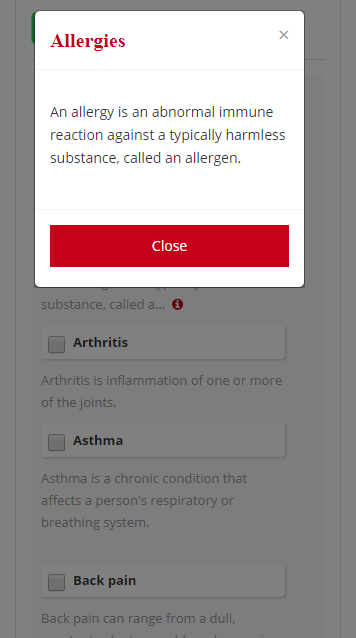 Allergies
×
An allergy is an abnormal immune
reaction against a typically harmless
substance, called an allergen.
Close
substance, called a...
Arthritis
Arthritis is inflammation of one or more
of the joints.
Asthma
Asthma is a chronic condition that
affects a person's respiratory or
breathing system.
Back pain
Back pain can range from a dull,